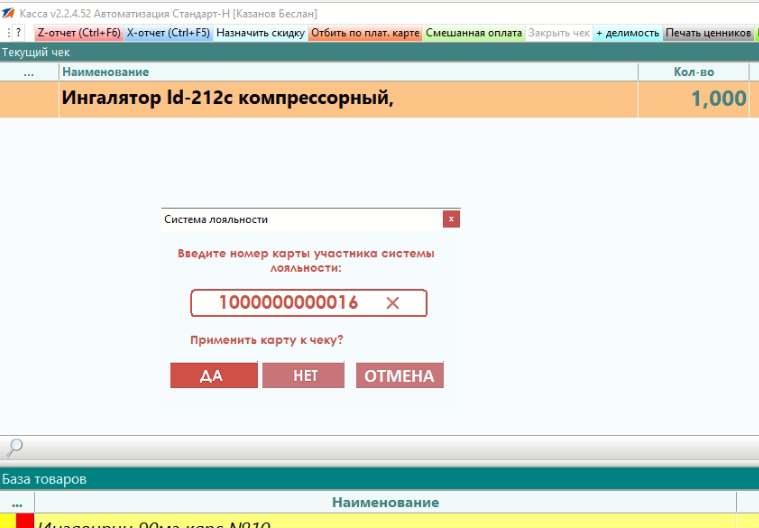 Касса v2.2.4.52 Автоматизация Стандарт-Н [Казанов Беслан]
? Z-отчет (Ctrl+F6) X-отчет (Ctrl+F5) Назначить скидку Отбить по плат. карте Смешанная оплата Закрыть чек + делимость Печать ценников
Текущий чек
... Наименование Кол-во
Ингалятор ld-212c компрессорный, 1,000
Система лояльности x
Введите номер карты участника системы
лояльности:
1000000000016 ×
Применить карту к чеку?
ДА НЕТ ОТМЕНА
База товаров
... Наименование